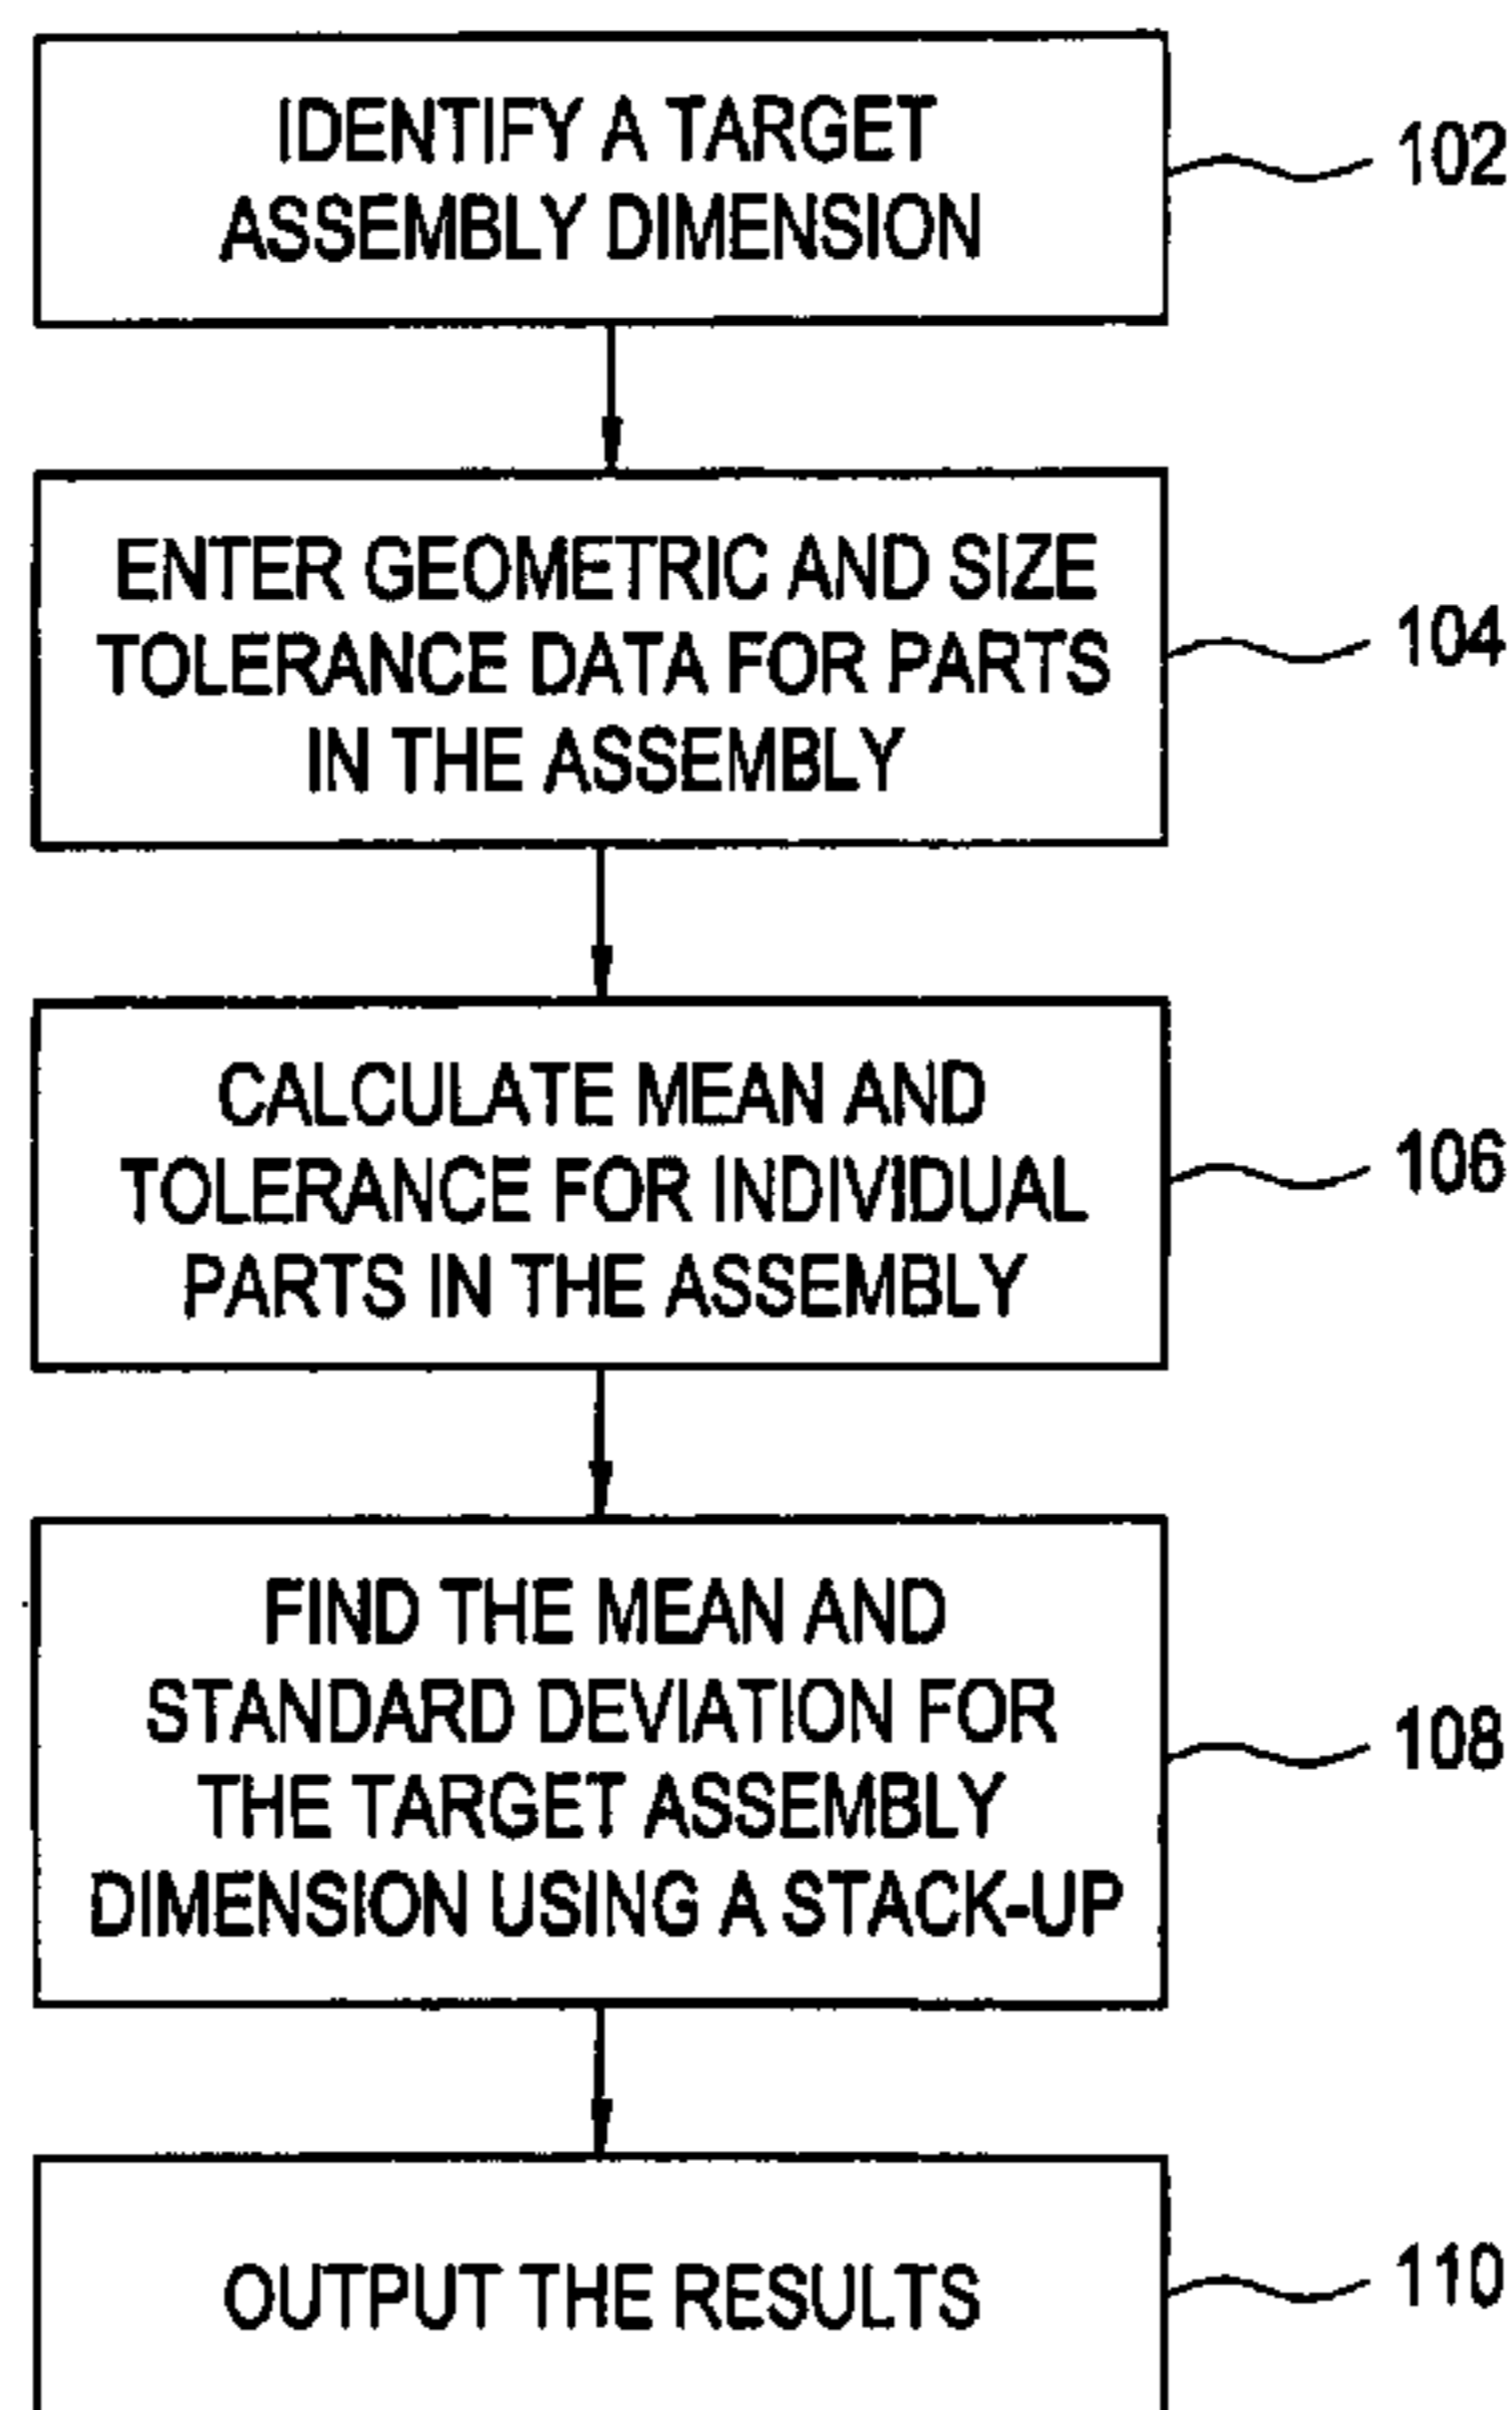 IDENTIFY A TARGET
ASSEMBLY DIMENSION
102
ENTER GEOMETRIC AND SIZE
TOLERANCE DATA FOR PARTS
IN THE ASSEMBLY
104
CALCULATE MEAN AND
TOLERANCE FOR INDIVIDUAL
PARTS IN THE ASSEMBLY
106
FIND THE MEAN AND
STANDARD DEVIATION FOR
THE TARGET ASSEMBLY
DIMENSION USING A STACK-UP
108
OUTPUT THE RESULTS
110